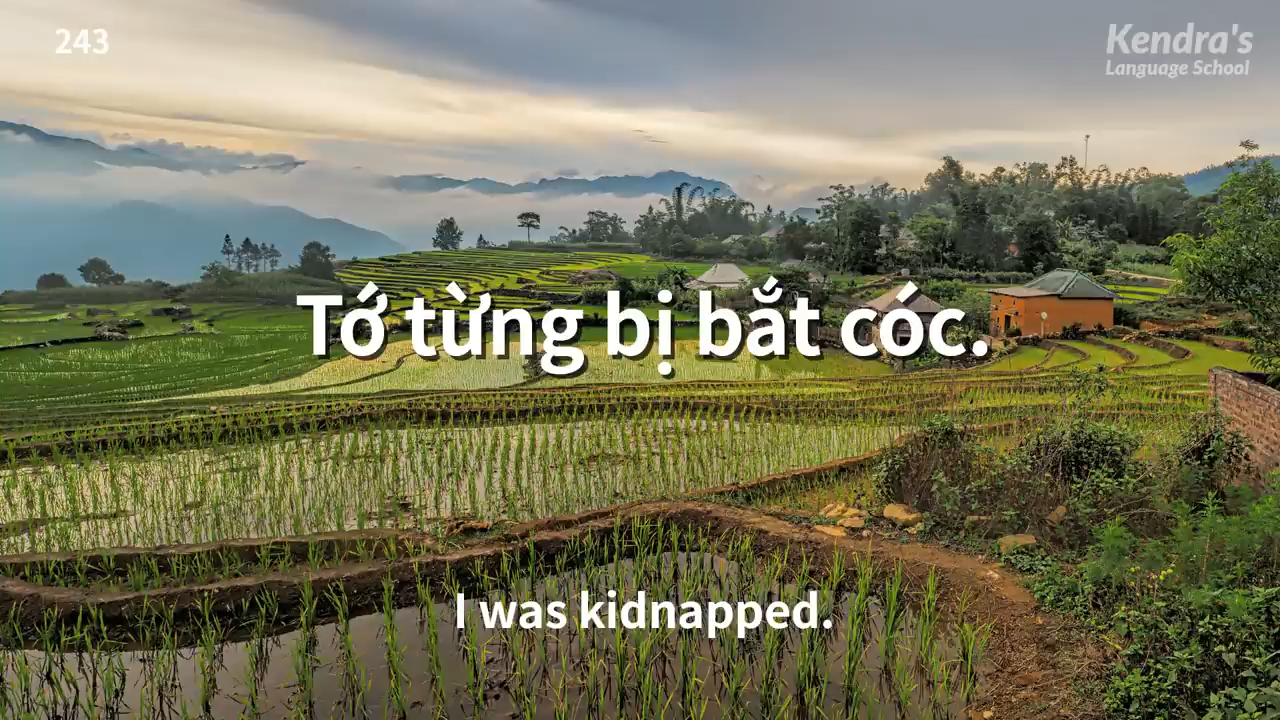 243
Kendra's
Language School
Tớ từng bị bắt cóc.
I was kidnapped.